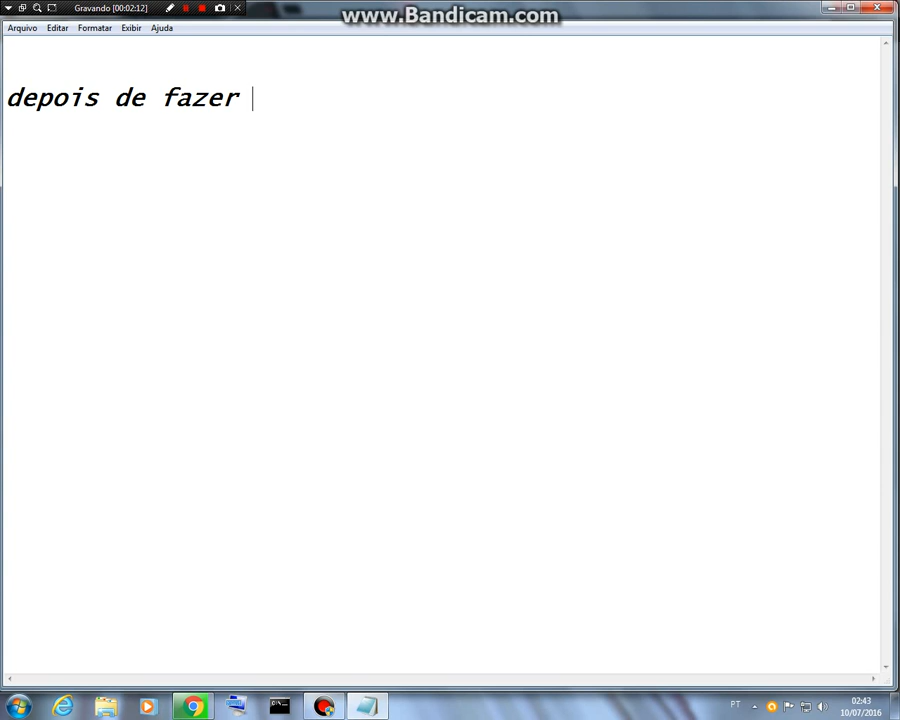 Gravando [00:02:12]
www.Bandicam.com
Arquivo Editar Formatar Exibir Ajuda
depois de fazer
C:\.
PT 02:43
10/07/2016